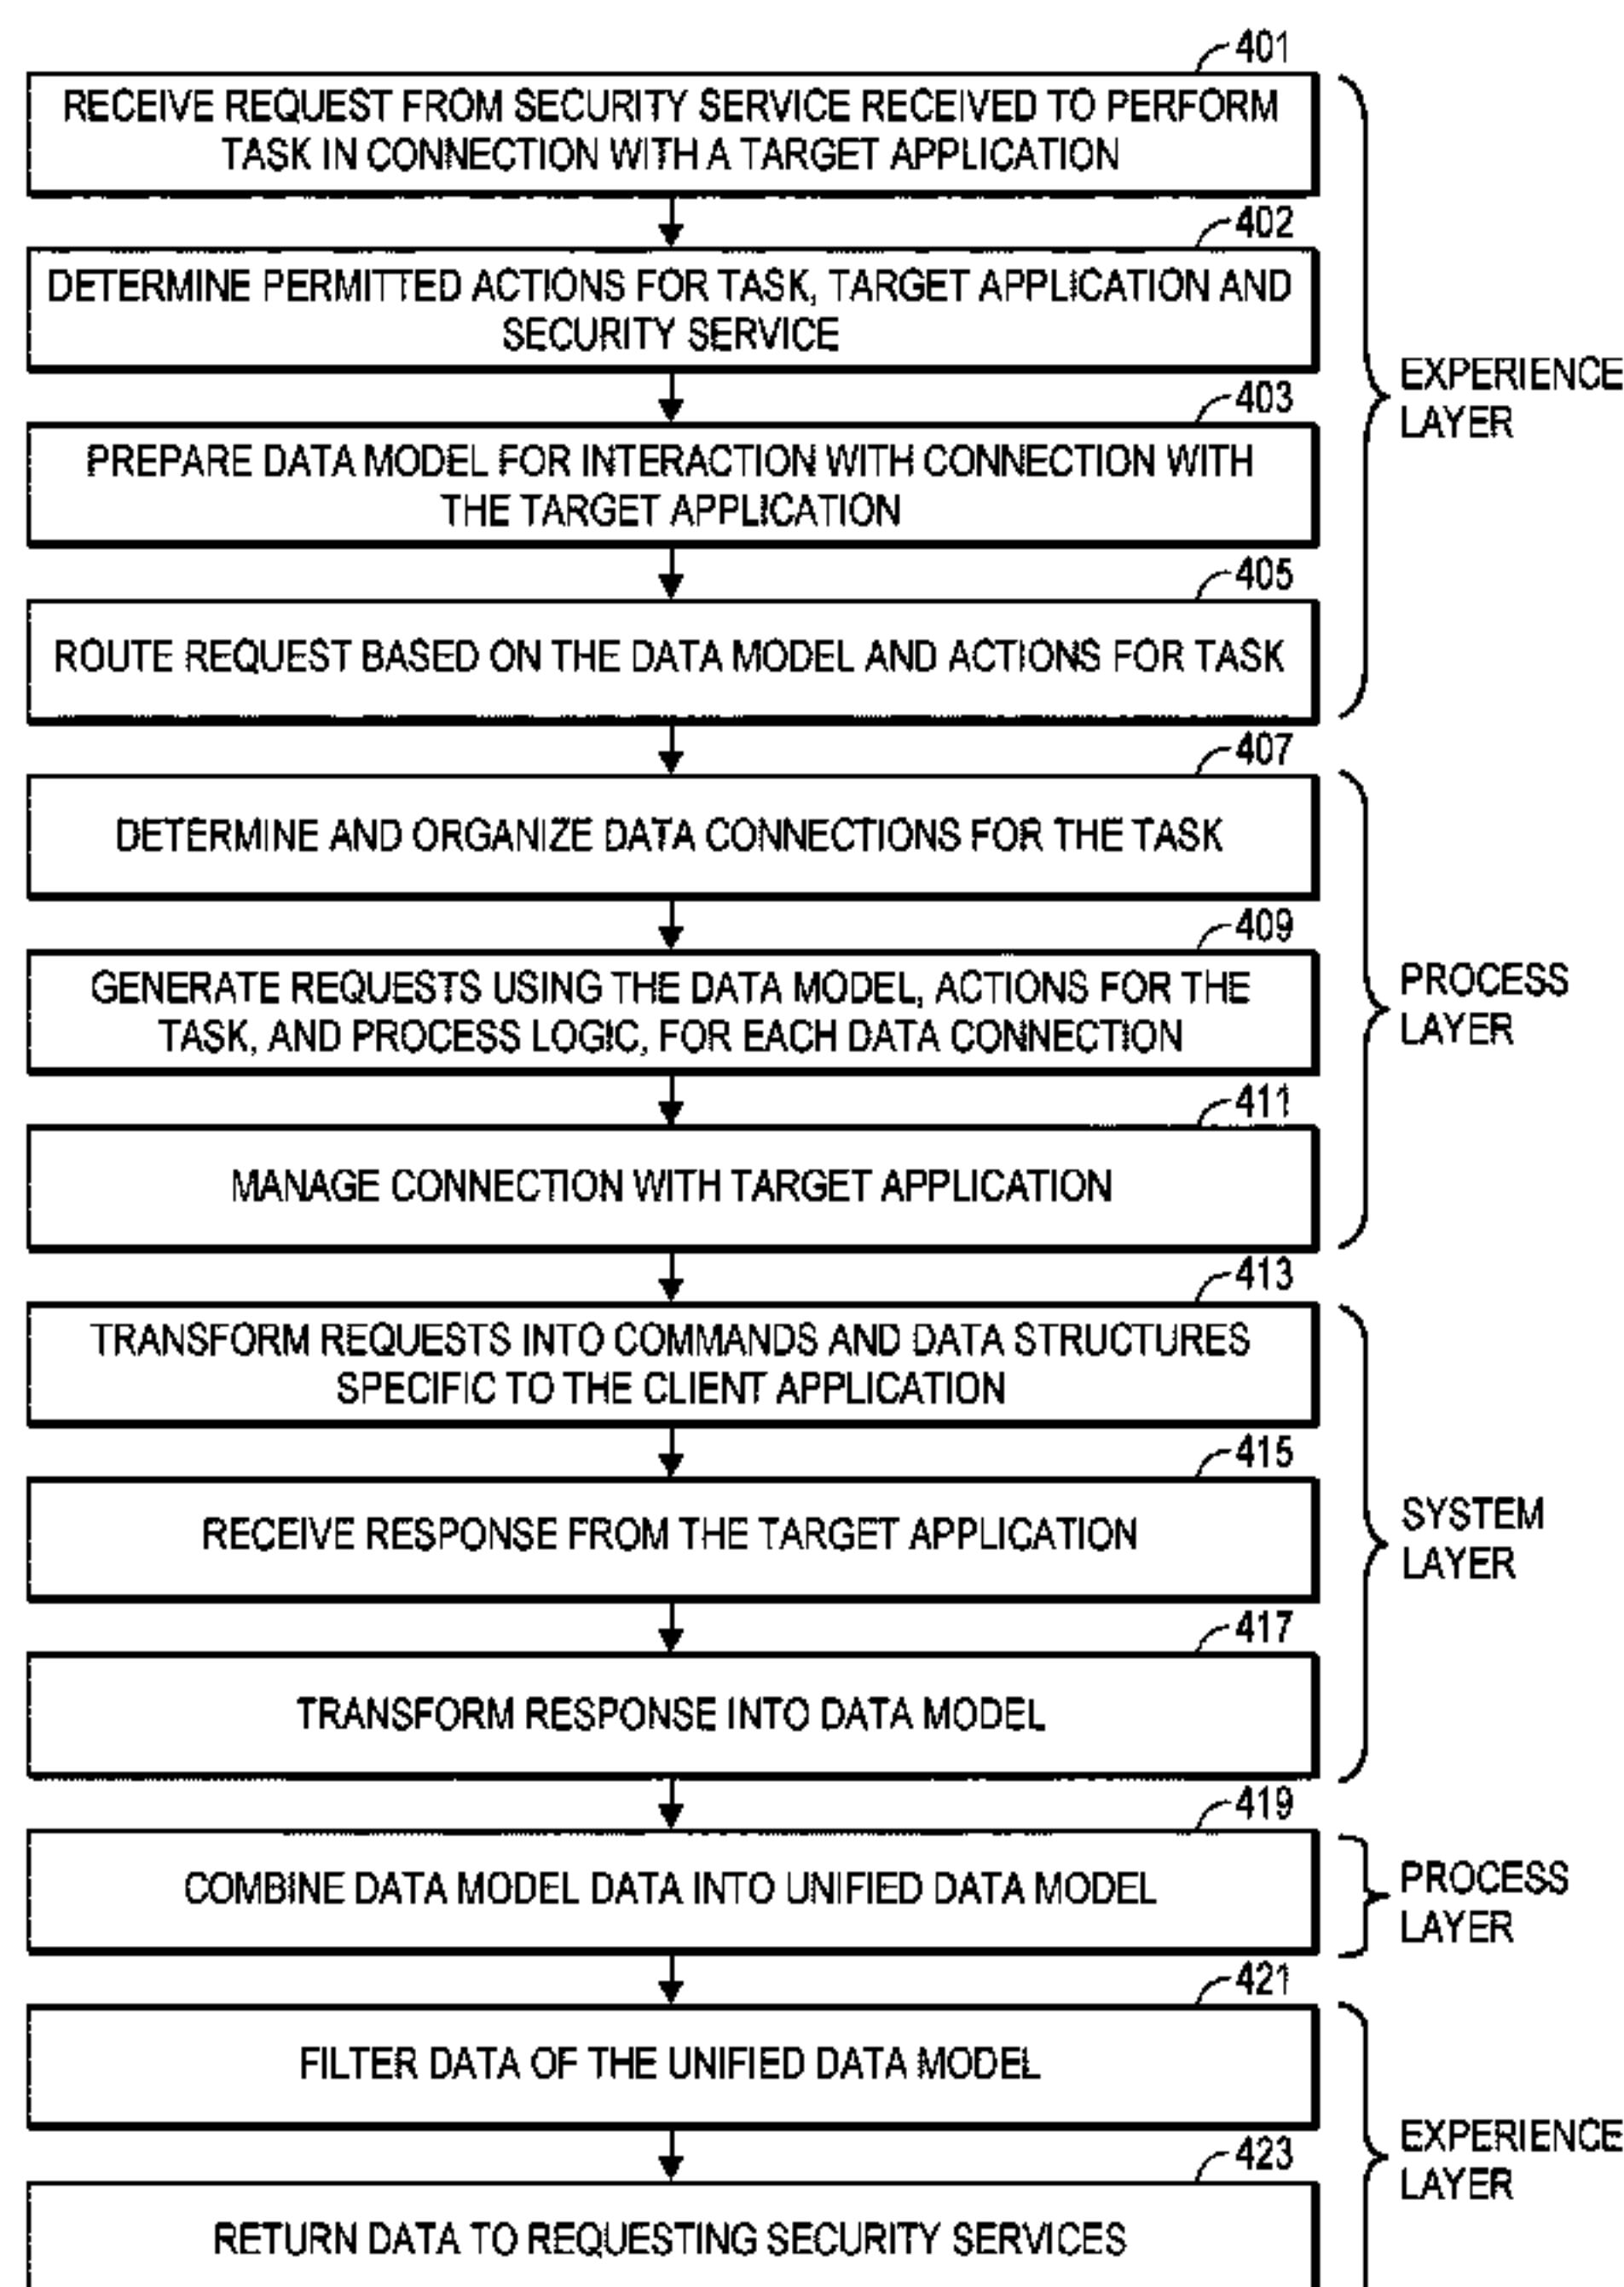 401
RECEIVE REQUEST FROM SECURITY SERVICE RECEIVED TO PERFORM
TASK IN CONNECTION WITH A TARGET APPLICATION
402
DETERMINE PERMITTED ACTIONS FOR TASK, TARGET APPLICATION AND
SECURITY SERVICE
403
PREPARE DATA MODEL FOR INTERACTION WITH CONNECTION WITH
THE TARGET APPLICATION
405
ROUTE REQUEST BASED ON THE DATA MODEL AND ACTIONS FOR TASK
EXPERIENCE
LAYER
407
DETERMINE AND ORGANIZE DATA CONNECTIONS FOR THE TASK
409
GENERATE REQUESTS USING THE DATA MODEL, ACTIONS FOR THE
TASK, AND PROCESS LOGIC, FOR EACH DATA CONNECTION
411
MANAGE CONNECTION WITH TARGET APPLICATION
PROCESS
LAYER
413
TRANSFORM REQUESTS INTO COMMANDS AND DATA STRUCTURES
SPECIFIC TO THE CLIENT APPLICATION
415
RECEIVE RESPONSE FROM THE TARGET APPLICATION
417
TRANSFORM RESPONSE INTO DATA MODEL
SYSTEM
LAYER
419
COMBINE DATA MODEL DATA INTO UNIFIED DATA MODEL
PROCESS
LAYER
421
FILTER DATA OF THE UNIFIED DATA MODEL
423
RETURN DATA TO REQUESTING SECURITY SERVICES
EXPERIENCE
LAYER